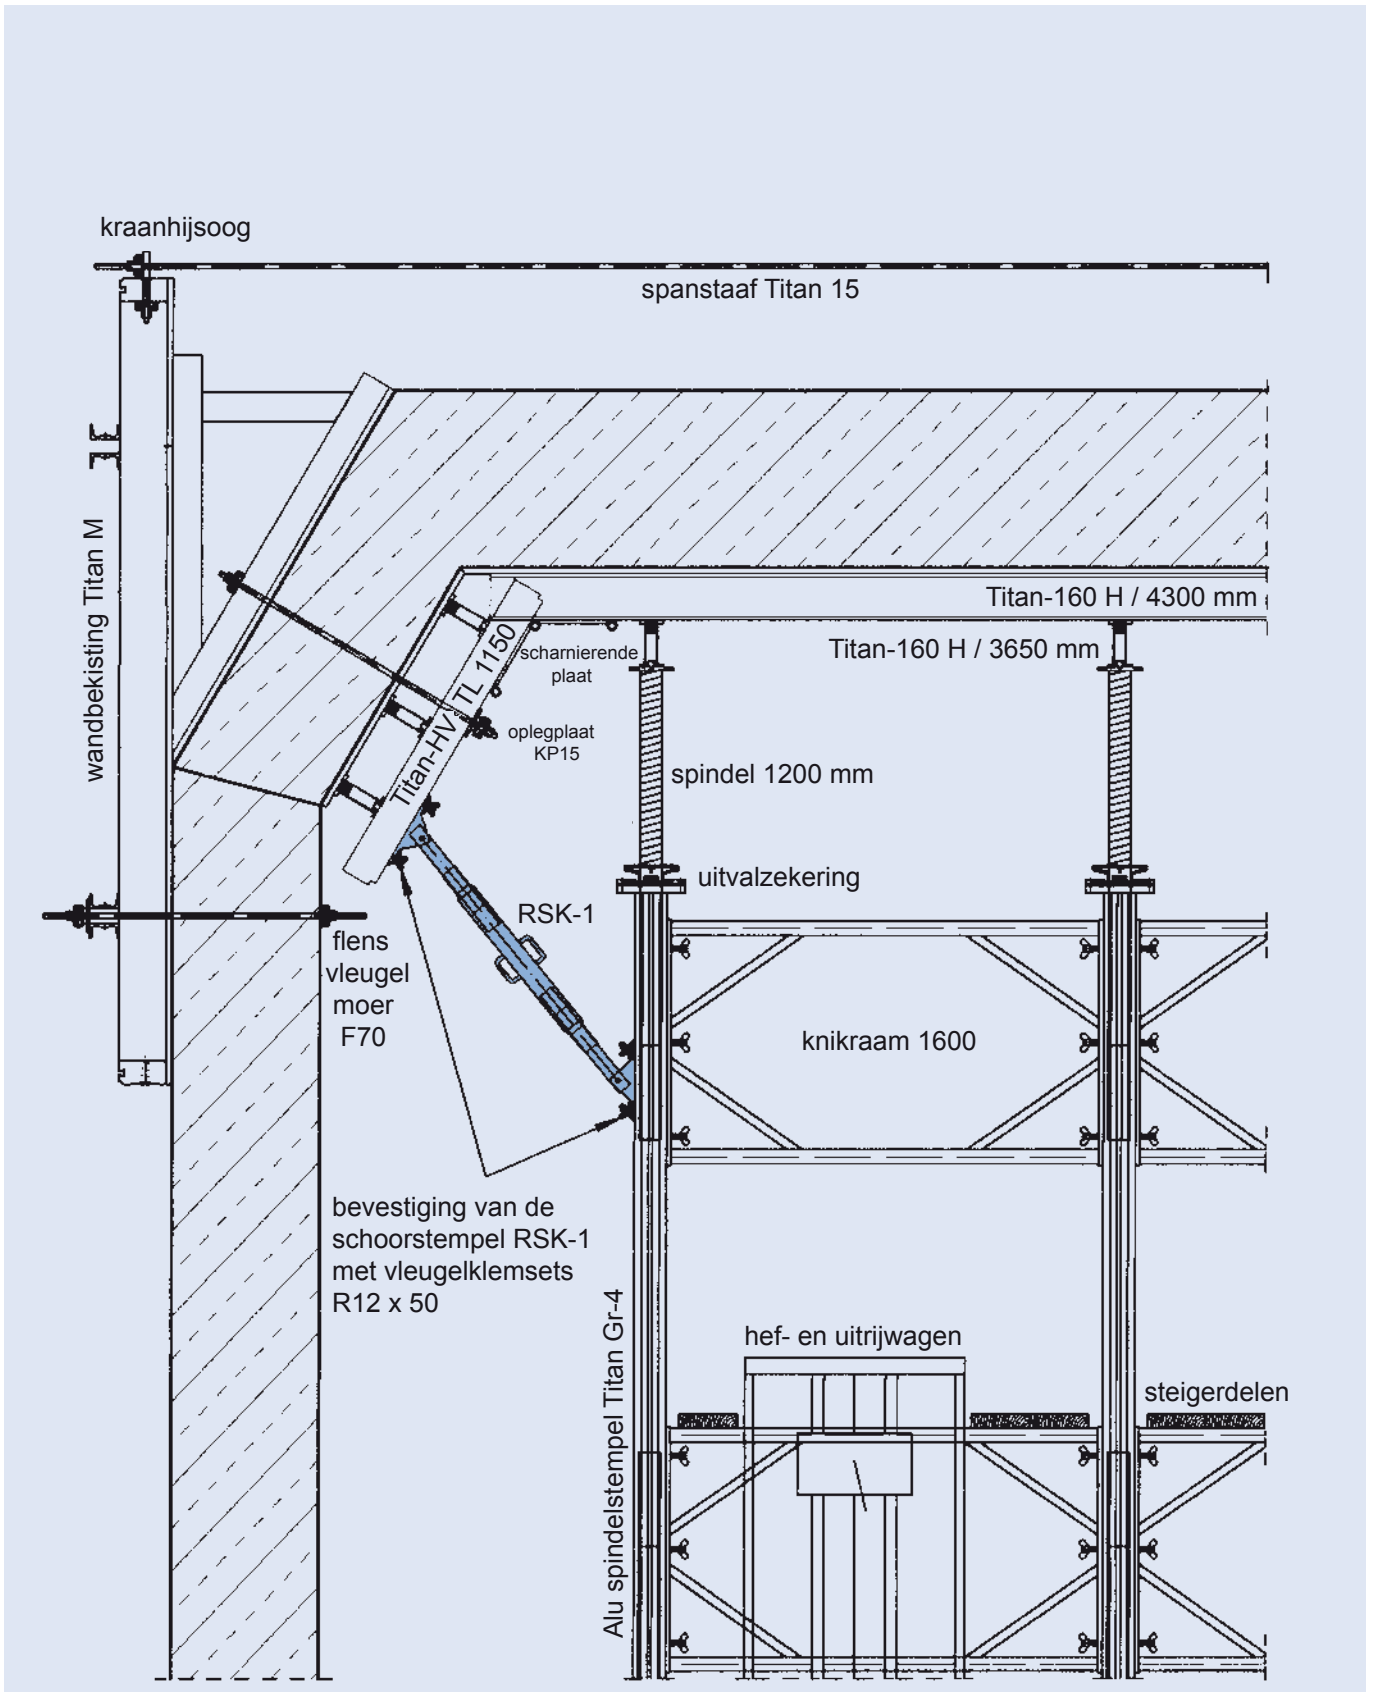 kraanhijsoog
spanstaaf Titan 15
wandbekisting Titan M
Titan-160 H / 4300 mm
Titan-160 H / 3650 mm
Titan-HV / TL 1150
scharnierende
plaat
oplegplaat
KP15
spindel 1200 mm
uitvalzekering
RSK-1
flens
vleugel
moer
F70
knikraam 1600
bevestiging van de
schoorstempel RSK-1
met vleugelklemsets
R12 x 50
Alu spindelstempel Titan Gr-4
hef- en uitrijwagen
steigerdelen